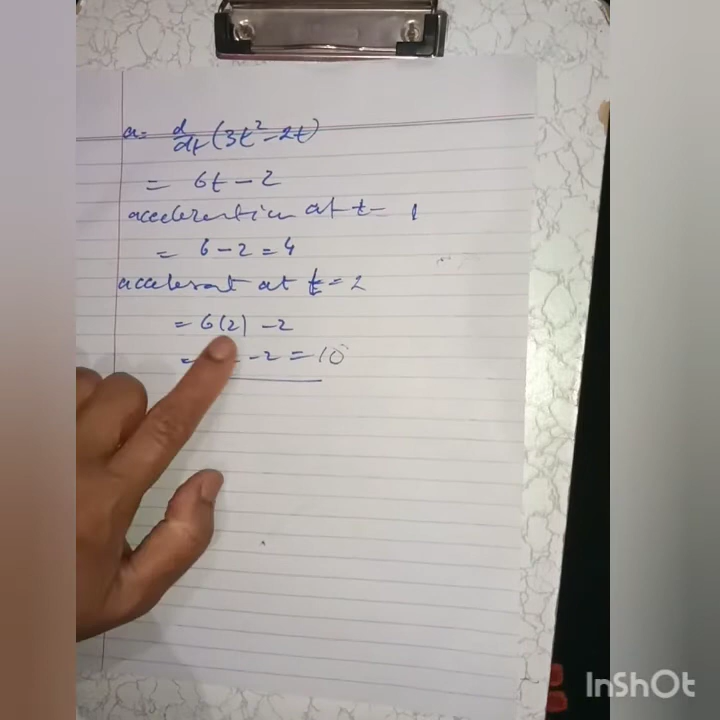 a = d/dt (3t² - 2t)
= 6t - 2
acceleration at t = 1
= 6 - 2 = 4
accelerat at t = 2
= 6(2) - 2
= - 2 = 10
InShOt